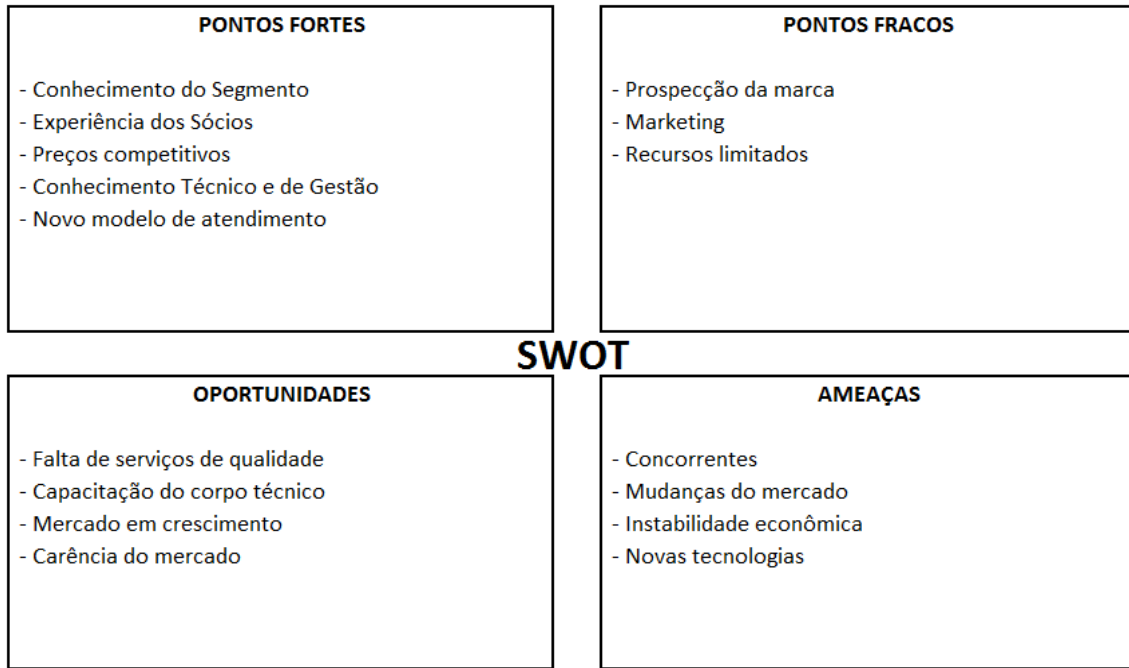 PONTOS FORTES
- Conhecimento do Segmento
- Experiência dos Sócios
- Preços competitivos
- Conhecimento Técnico e de Gestão
- Novo modelo de atendimento
PONTOS FRACOS
- Prospecção da marca
- Marketing
- Recursos limitados
SWOT
OPORTUNIDADES
- Falta de serviços de qualidade
- Capacitação do corpo técnico
- Mercado em crescimento
- Carência do mercado
AMEAÇAS
- Concorrentes
- Mudanças do mercado
- Instabilidade econômica
- Novas tecnologias